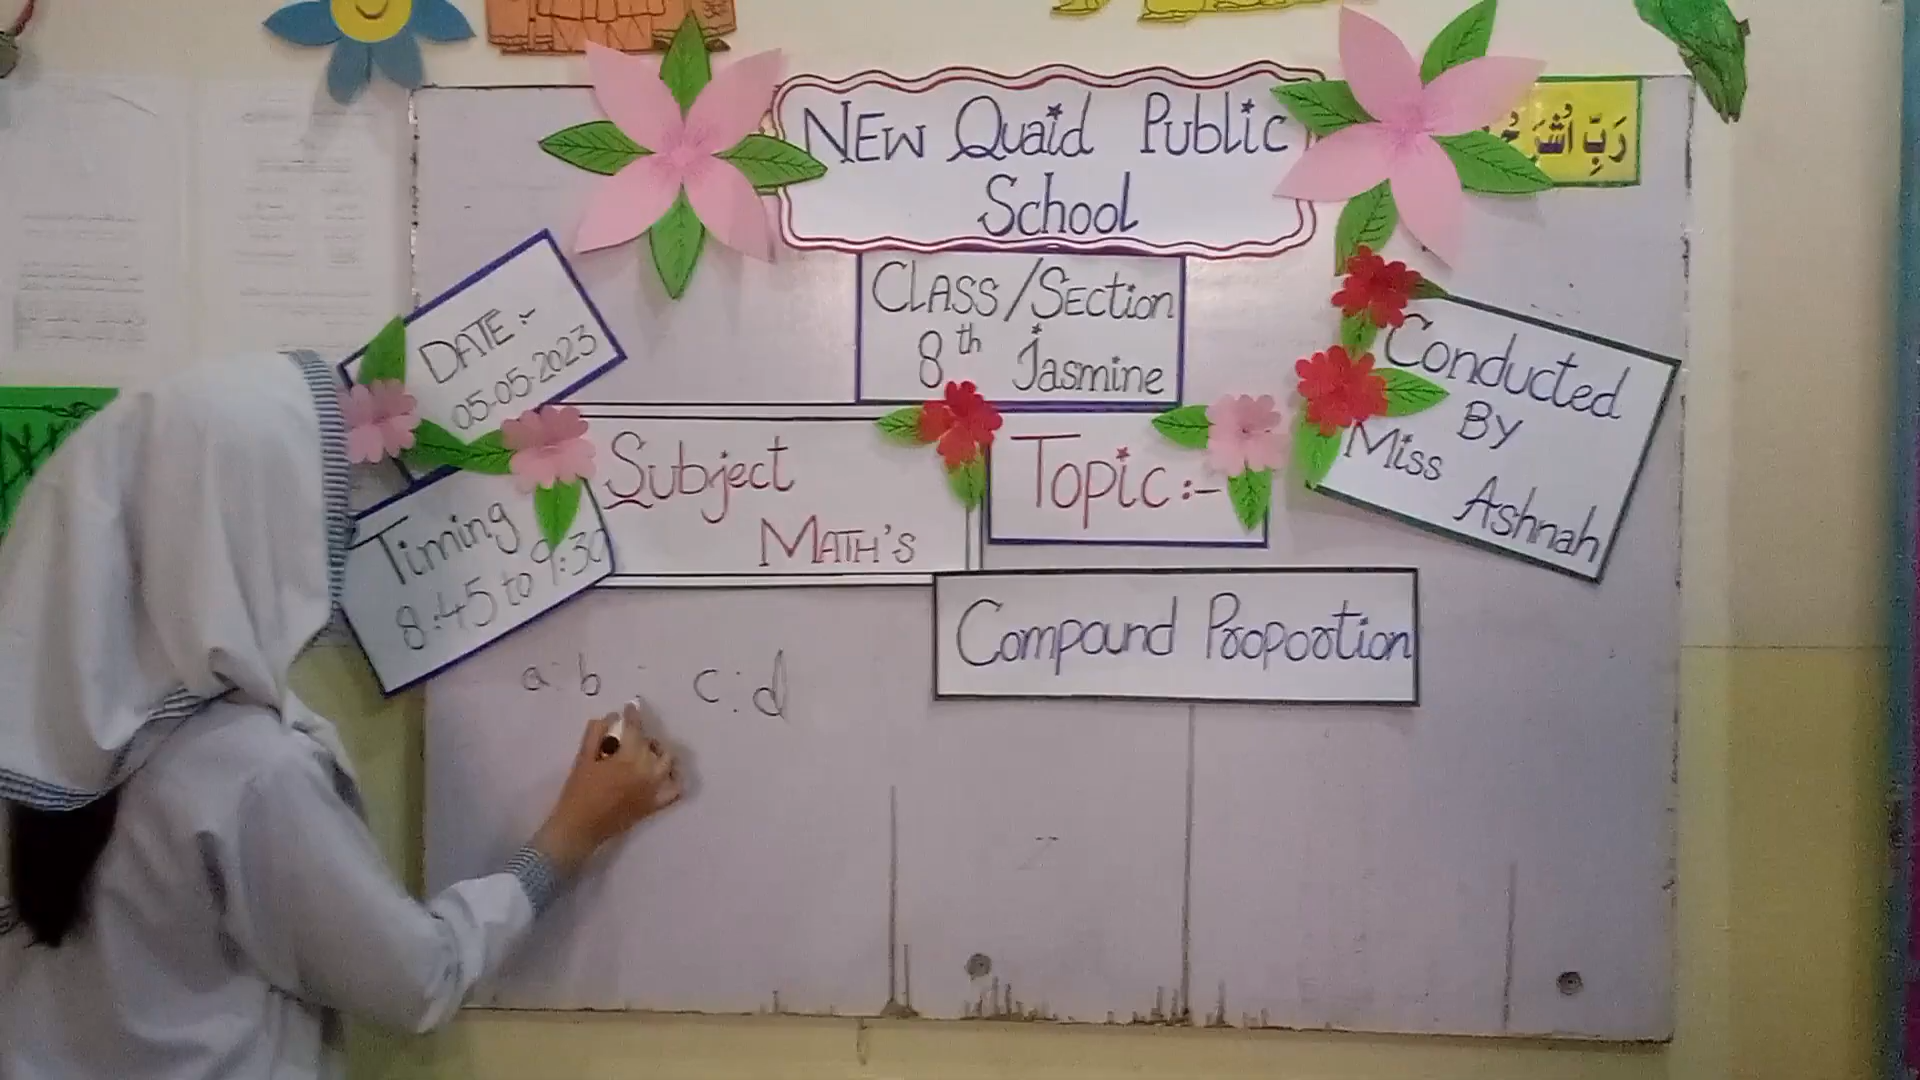 NEW Quaid Public
School
رَبِّ اشْرَحْ
CLASS/Section
8th Jasmine
DATE:-
05-05-2023
Timing
8:45 to 9:30
Subject
MATH'S
Topic:-
Conducted
By
Miss Ashnah
Compound Proportion
a:b : c:d